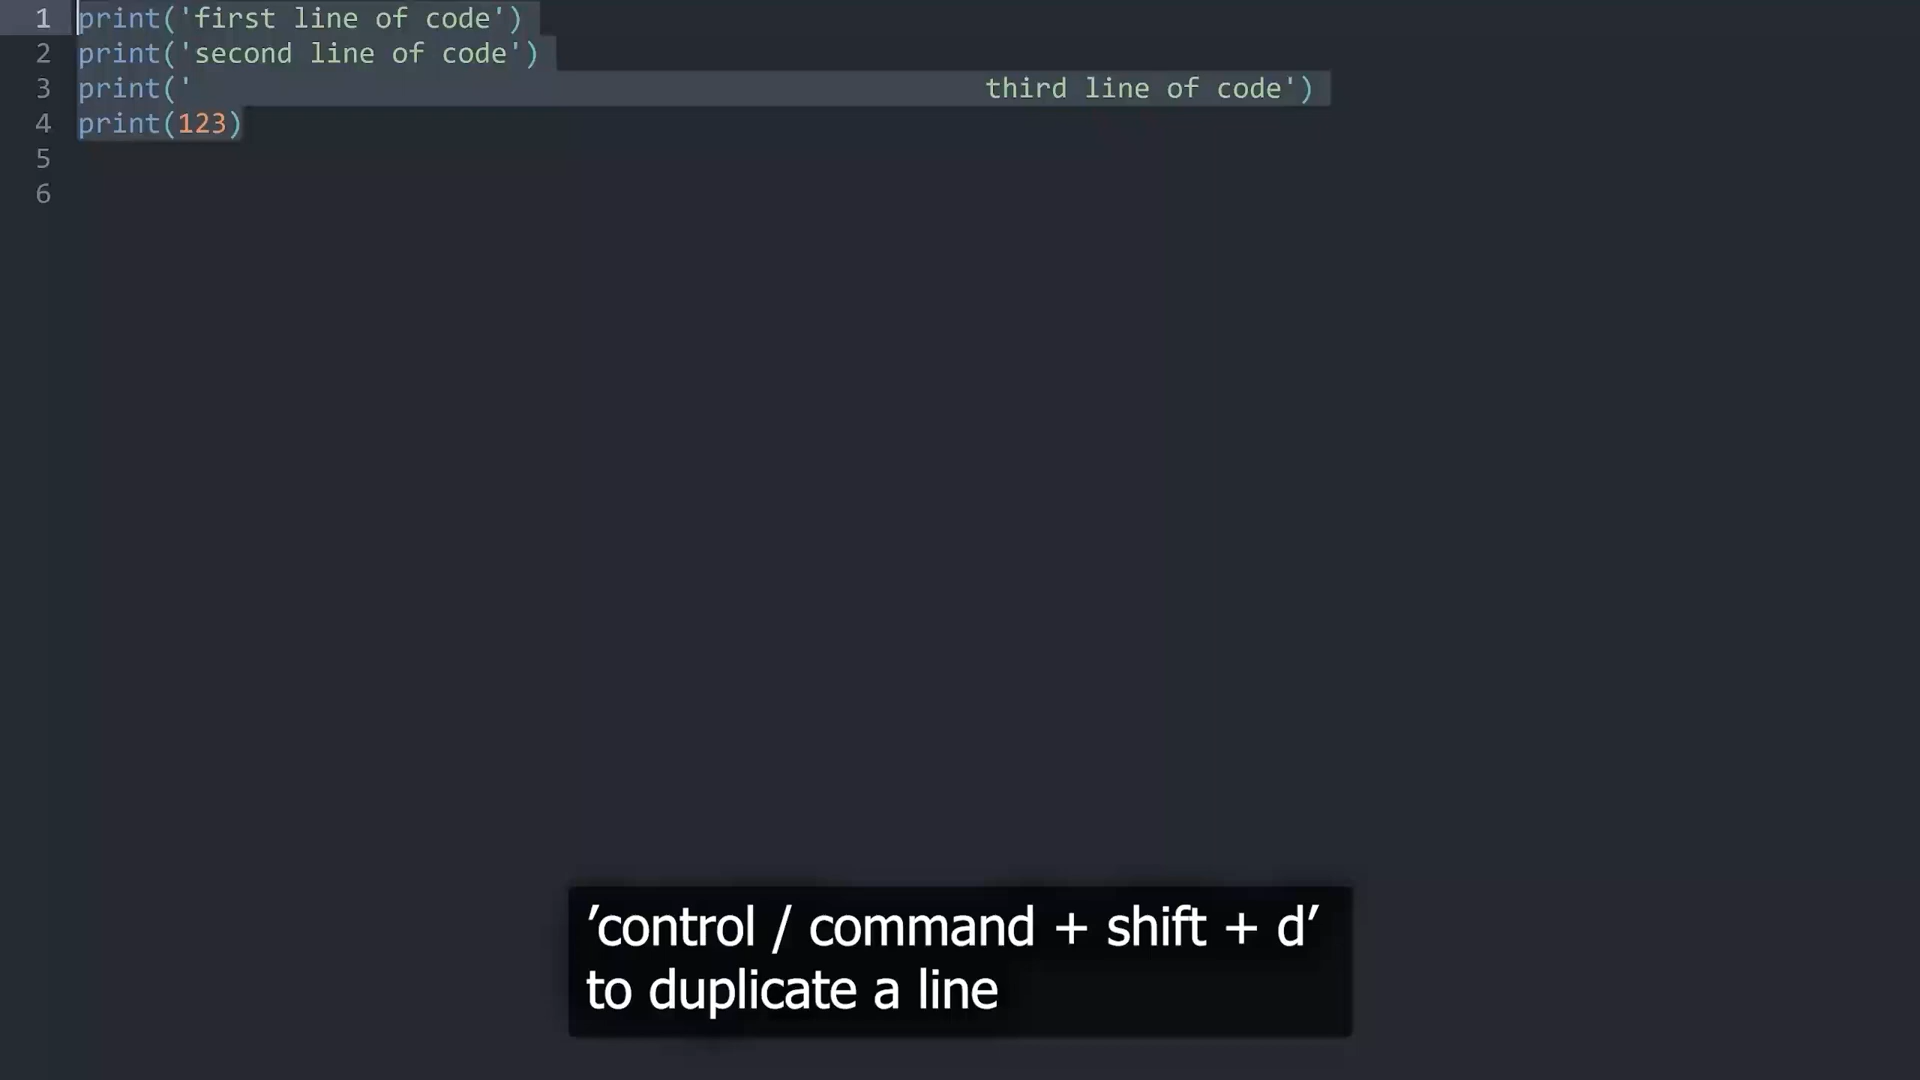 1 print('first line of code')
2 print('second line of code')
3 print('                                                third line of code')
4 print(123)
5
6
'control / command + shift + d'
to duplicate a line